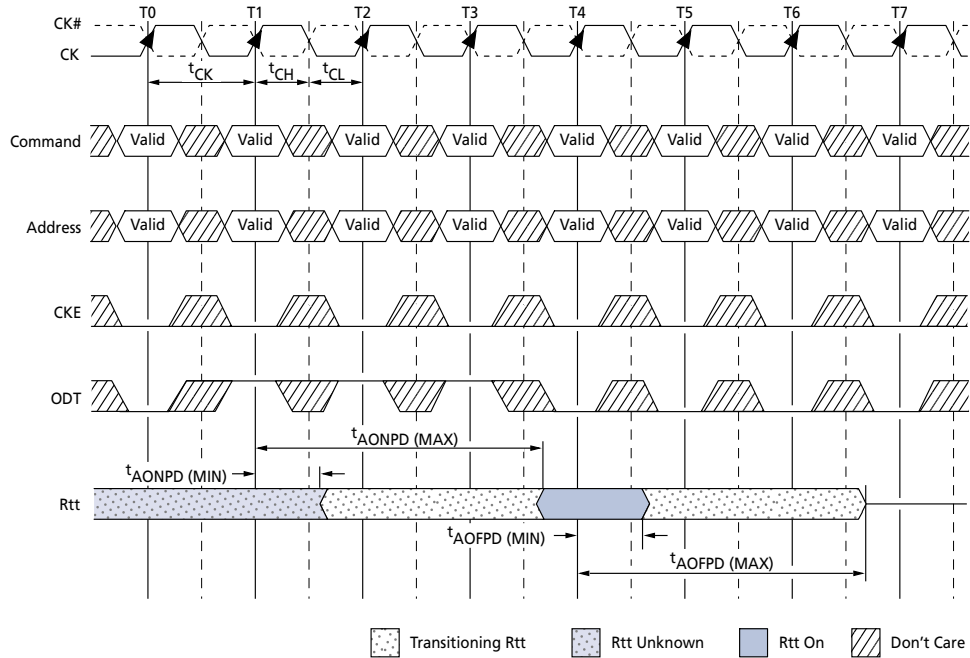 T0 T1 T2 T3 T4 T5 T6 T7
CK#
CK
tCK tCH tCL
Command Valid Valid Valid Valid Valid Valid Valid Valid
Address Valid Valid Valid Valid Valid Valid Valid Valid
CKE
ODT
tAONPD (MAX)
tAONPD (MIN)
Rtt
tAOFPD (MIN)
tAOFPD (MAX)
Transitioning Rtt Rtt Unknown Rtt On Don't Care